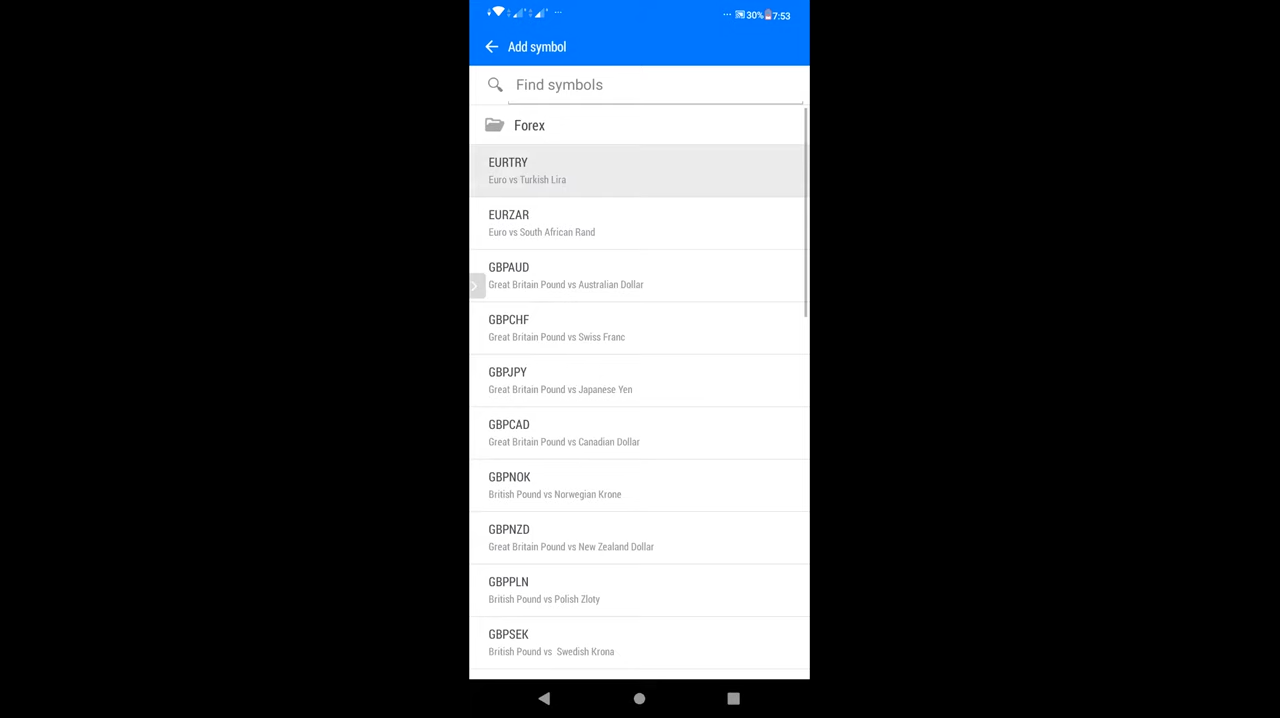 30% 7:53
Add symbol
Find symbols
Forex
EURTRY
Euro vs Turkish Lira
EURZAR
Euro vs South African Rand
GBPAUD
Great Britain Pound vs Australian Dollar
GBPCHF
Great Britain Pound vs Swiss Franc
GBPJPY
Great Britain Pound vs Japanese Yen
GBPCAD
Great Britain Pound vs Canadian Dollar
GBPNOK
British Pound vs Norwegian Krone
GBPNZD
Great Britain Pound vs New Zealand Dollar
GBPPLN
British Pound vs Polish Zloty
GBPSEK
British Pound vs  Swedish Krona